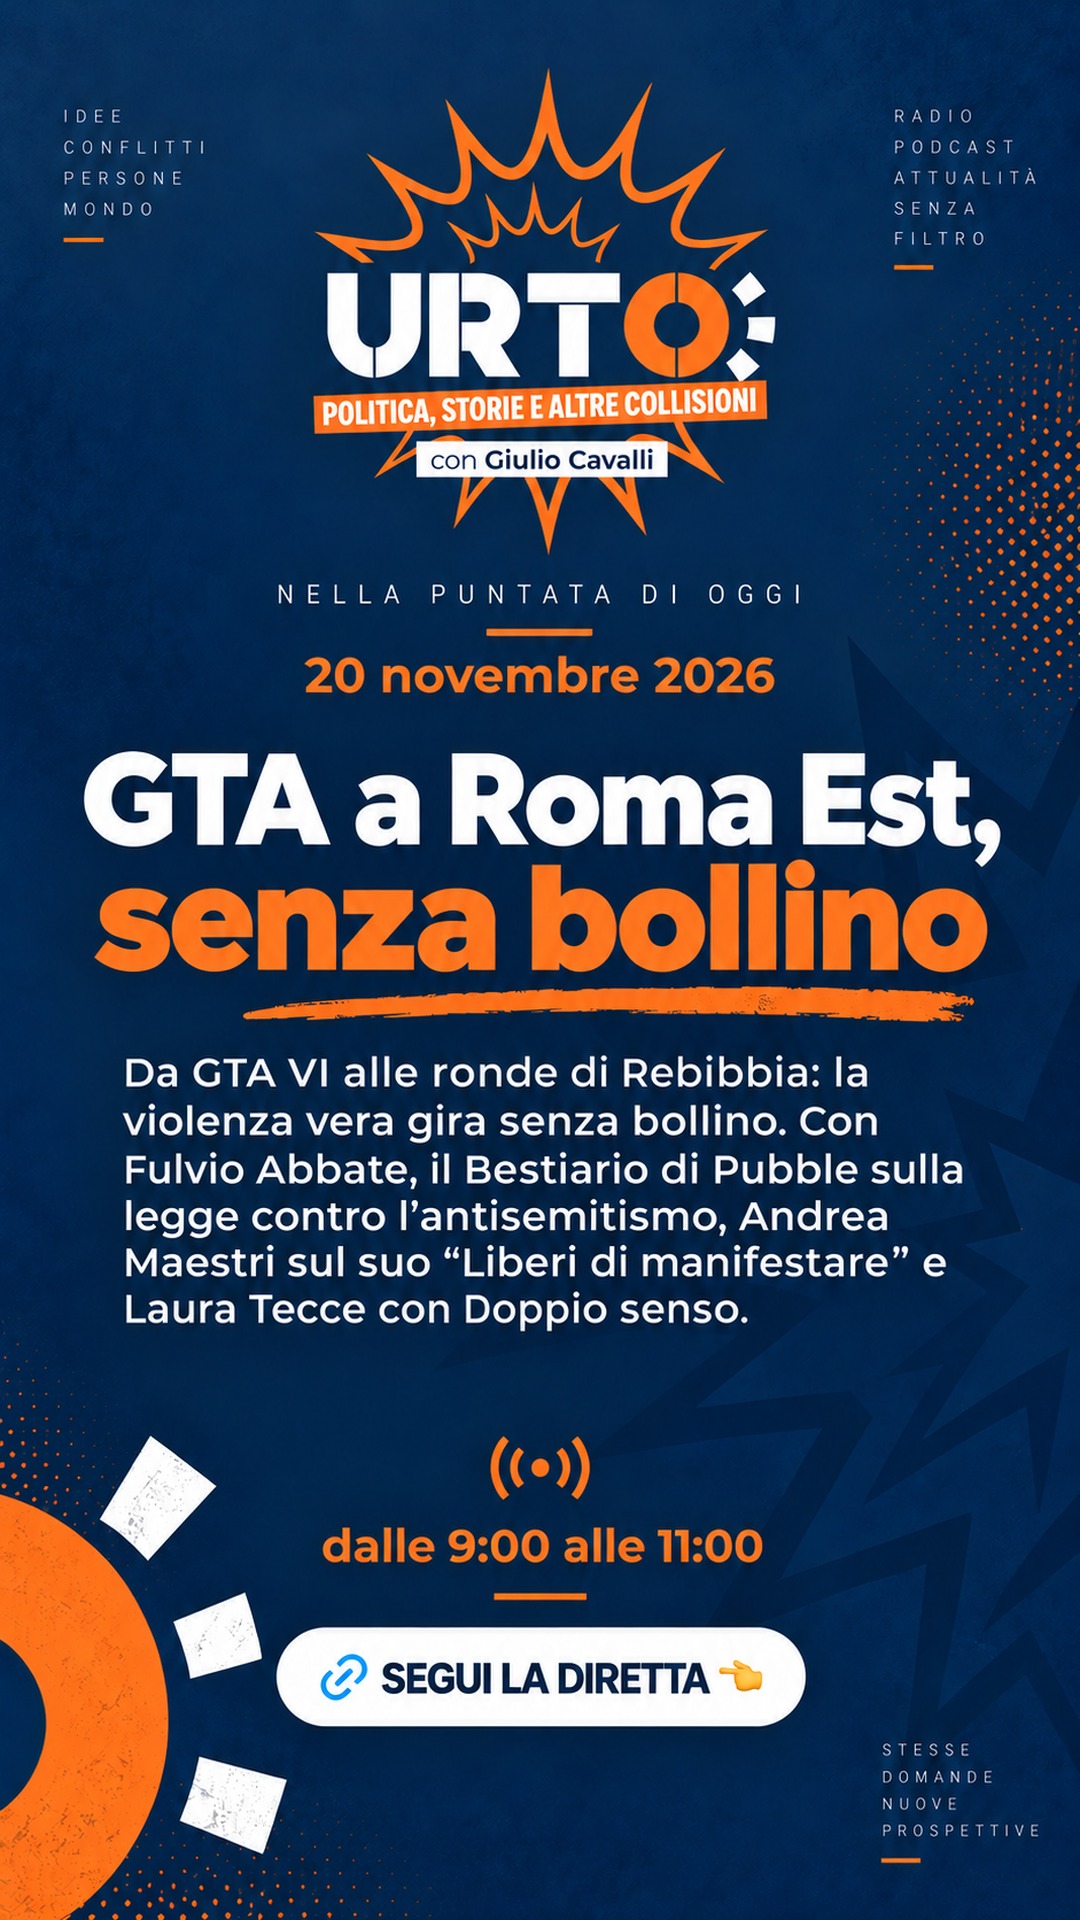 IDEE
CONFLITTI
PERSONE
MONDO
RADIO
PODCAST
ATTUALITÀ
SENZA
FILTRO
URTO
POLITICA, STORIE E ALTRE COLLISIONI
con Giulio Cavalli
NELLA PUNTATA DI OGGI
20 novembre 2026
GTA a Roma Est,
senza bollino
Da GTA VI alle ronde di Rebibbia: la
violenza vera gira senza bollino. Con
Fulvio Abbate, il Bestiario di Pubble sulla
legge contro l’antisemitismo, Andrea
Maestri sul suo “Liberi di manifestare” e
Laura Tecce con Doppio senso.
dalle 9:00 alle 11:00
SEGUI LA DIRETTA
STESSE
DOMANDE
NUOVE
PROSPETTIVE